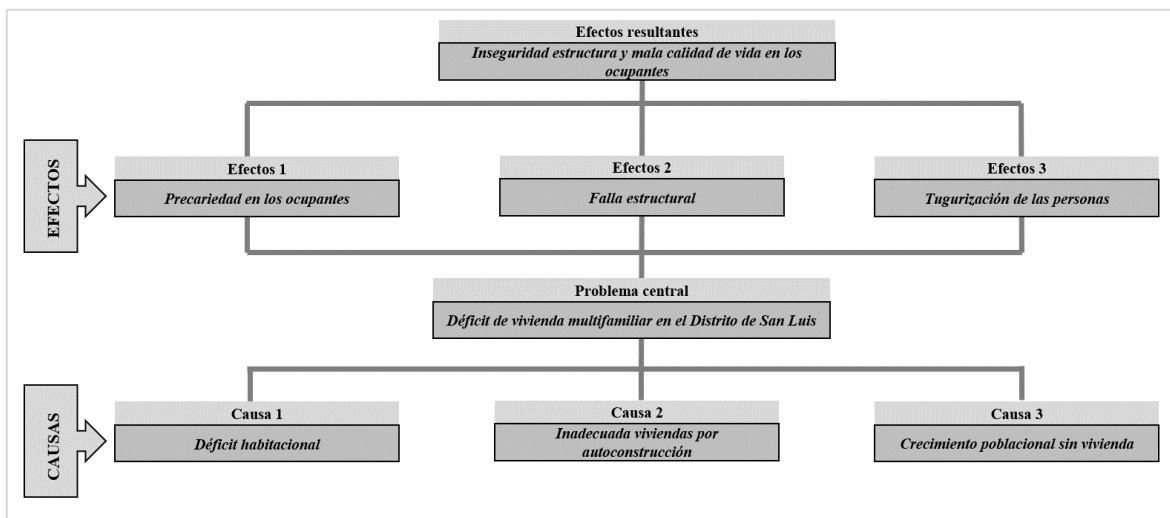 Efectos resultantes
Inseguridad estructura y mala calidad de vida en los
ocupantes
EFECTOS
Efectos 1
Precariedad en los ocupantes
Efectos 2
Falla estructural
Efectos 3
Tugurización de las personas
Problema central
Déficit de vivienda multifamiliar en el Distrito de San Luis
CAUSAS
Causa 1
Déficit habitacional
Causa 2
Inadecuada viviendas por
autoconstrucción
Causa 3
Crecimiento poblacional sin vivienda